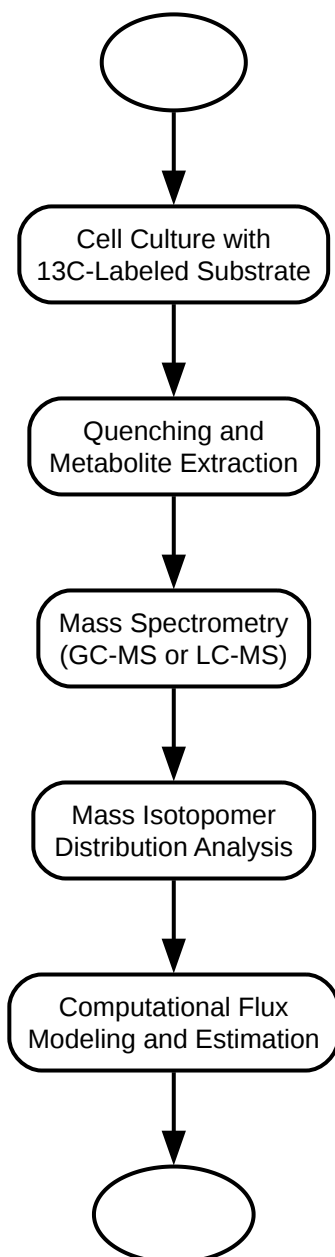 Cell Culture with
13C-Labeled Substrate
Quenching and
Metabolite Extraction
Mass Spectrometry
(GC-MS or LC-MS)
Mass Isotopomer
Distribution Analysis
Computational Flux
Modeling and Estimation